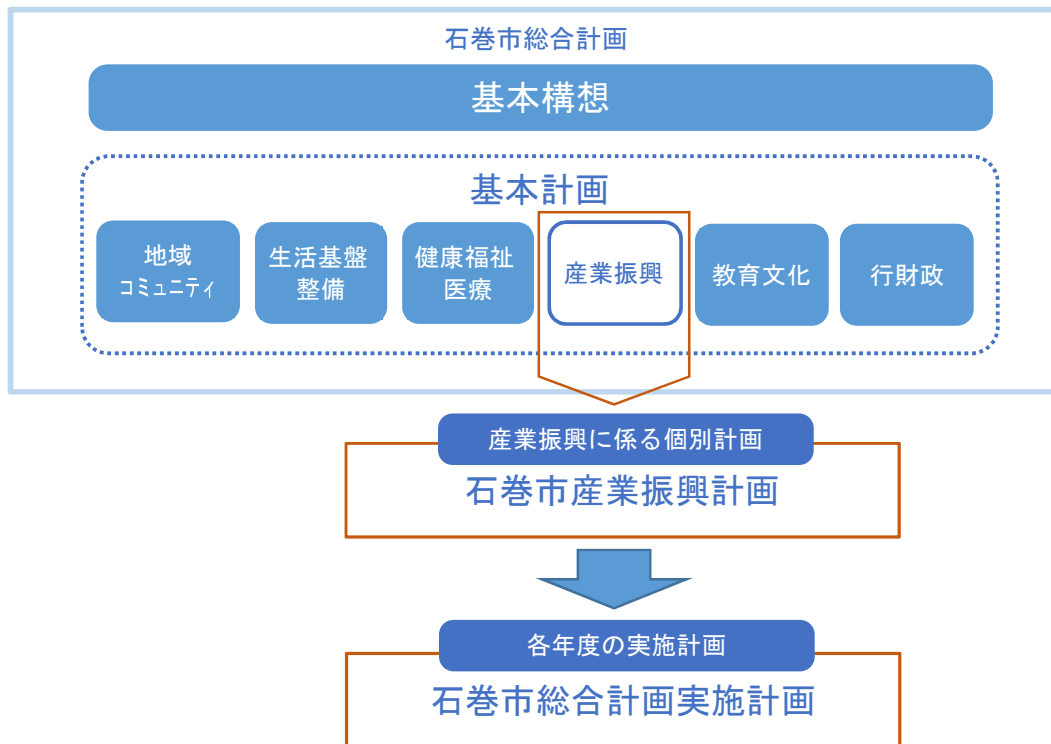 石巻市総合計画
基本構想
基本計画
地域
コミュニティ
生活基盤
整備
健康福祉
医療
産業振興
教育文化
行財政
産業振興に係る個別計画
石巻市産業振興計画
各年度の実施計画
石巻市総合計画実施計画